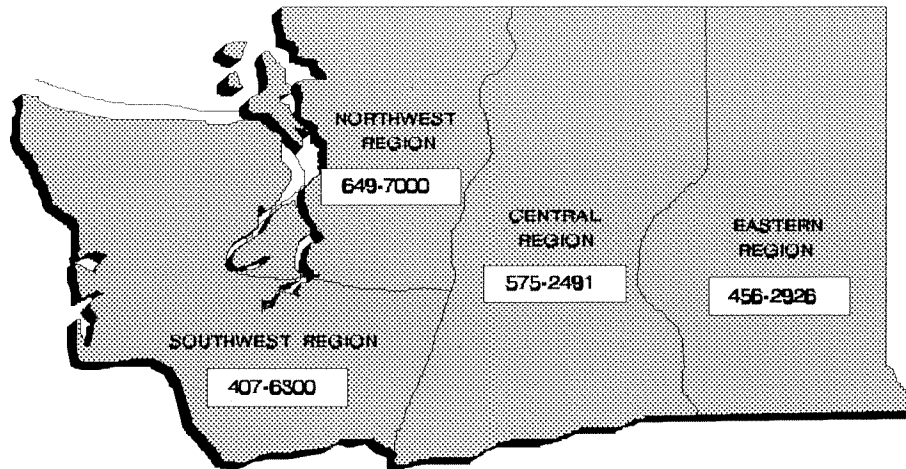 NORTHWEST
REGION
649-7000
CENTRAL
REGION
575-2491
EASTERN
REGION
456-2926
SOUTHWEST REGION
407-6300